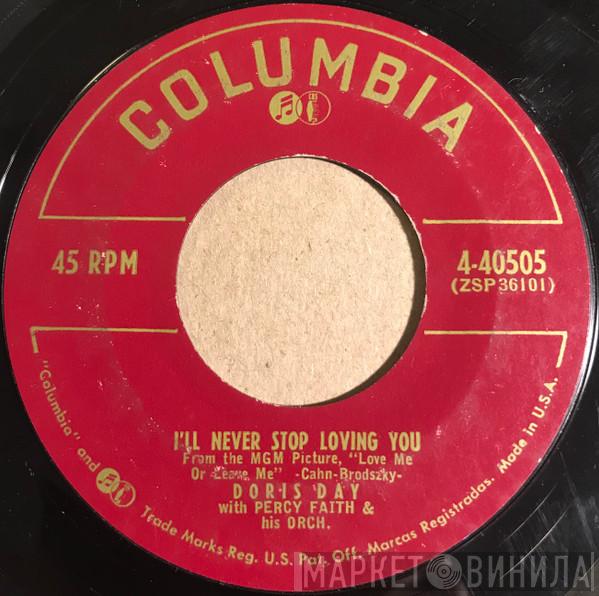 COLUMBIA
45 RPM
4-40505
(ZSP 36101)
I'LL NEVER STOP LOVING YOU
From the MGM Picture, "Love Me
Or Leave Me" -Cahn-Brodszky-
DORIS DAY
with PERCY FAITH &
his ORCH.
"Columbia" and Trade Marks Reg. U.S. Pat. Off. Marcas Registradas. Made in U.S.A.
МАРКЕТ ВИНИЛА